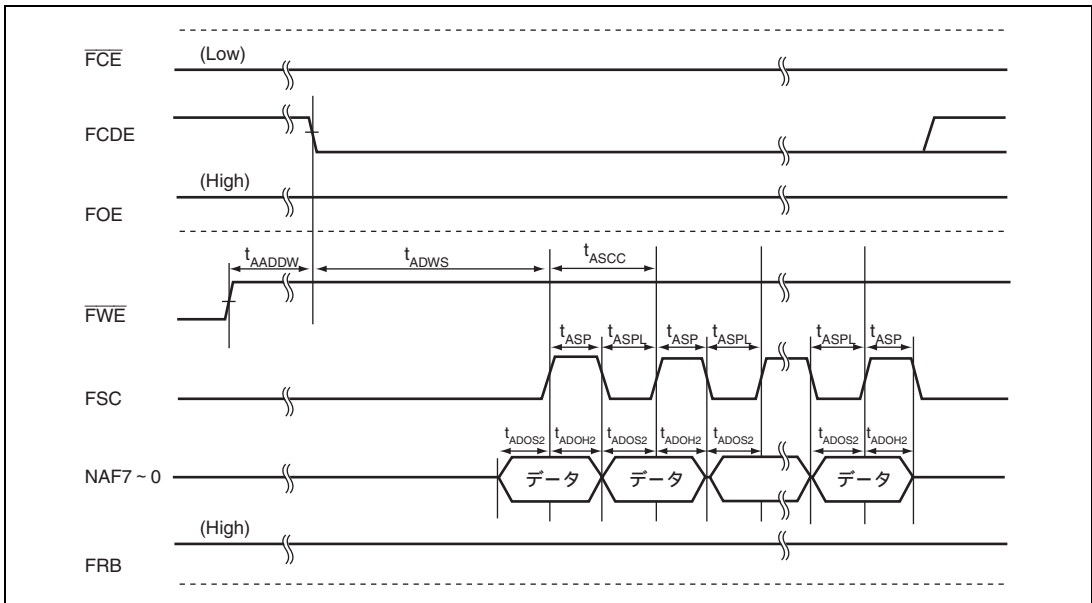 FCE (Low)
FCDE
(High)
FOE
tAADDW tADWS tASCC
FWE
tASP tASPL tASP tASPL tASPL tASP
FSC
tADOS2 tADOH2 tADOS2 tADOH2 tADOS2 tADOS2 tADOH2
NAF7 ~ 0 データ データ データ
(High)
FRB